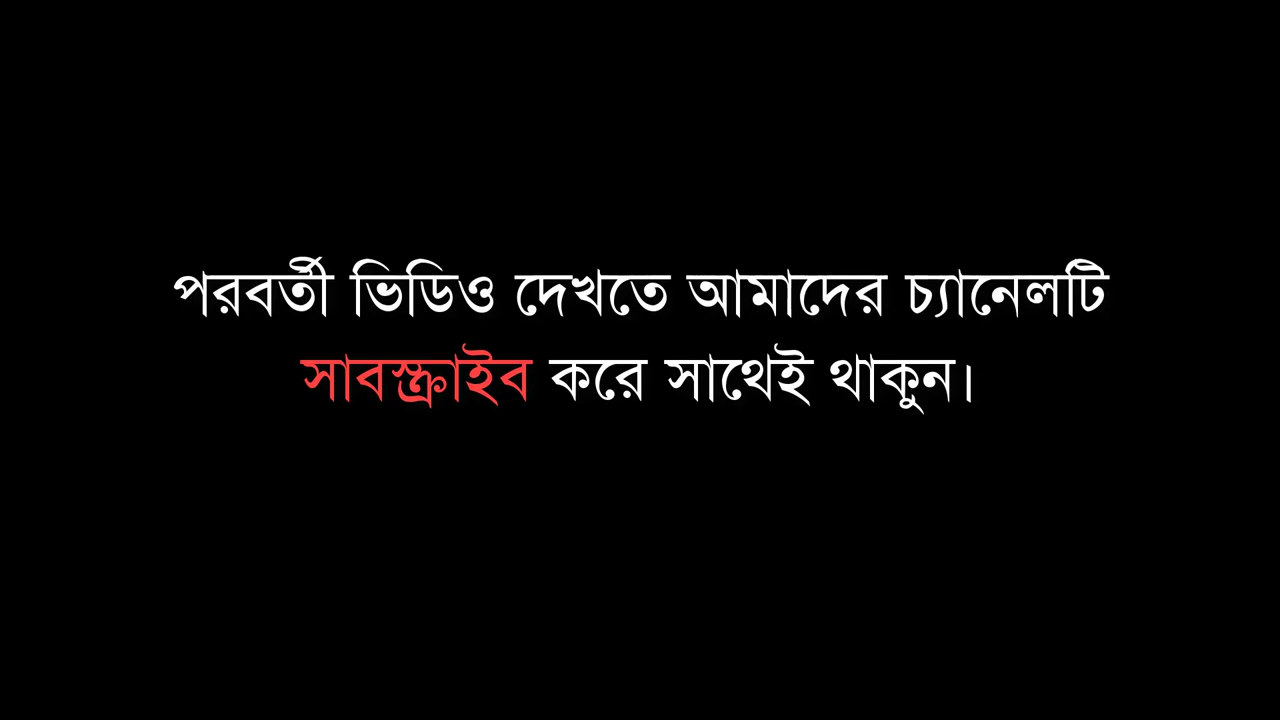 পরবর্তী ভিডিও দেখতে আমাদের চ্যানেলটি
সাবস্ক্রাইব করে সাথেই থাকুন।